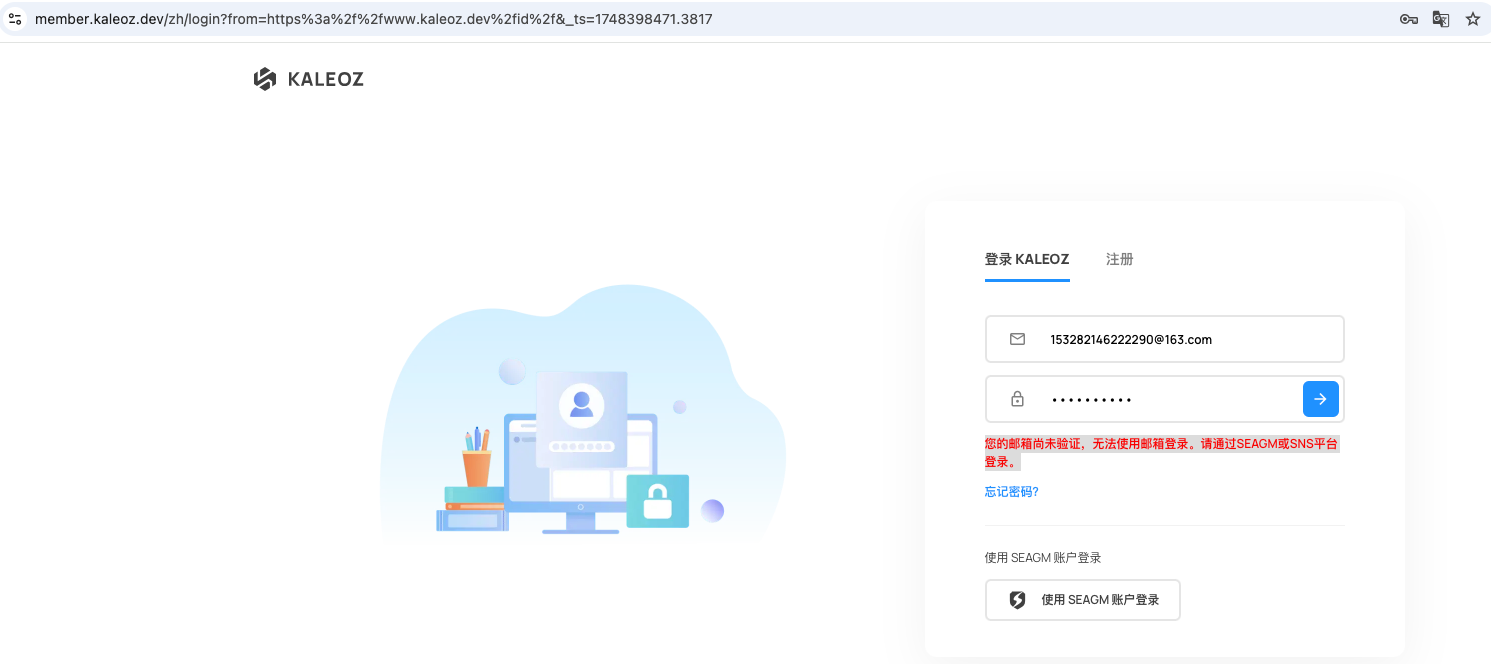 member.kaleoz.dev/zh/login?from=https%3a%2f%2fwww.kaleoz.dev%2fid%2f&_ts=1748398471.3817
KALEOZ
登录 KALEOZ 注册
153282146222290@163.com
••••••••••
您的邮箱尚未验证，无法使用邮箱登录。请通过SEAGM或SNS平台
登录。
忘记密码?
使用 SEAGM 账户登录
使用 SEAGM 账户登录